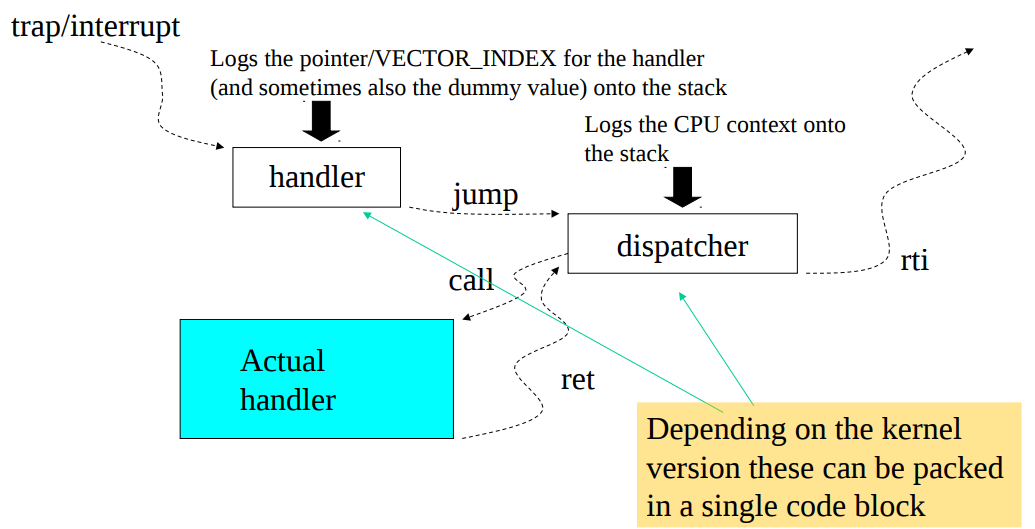 trap/interrupt
Logs the pointer/VECTOR_INDEX for the handler
(and sometimes also the dummy value) onto the stack
Logs the CPU context onto
the stack
handler
jump
dispatcher
rti
call
Actual
handler
ret
Depending on the kernel
version these can be packed
in a single code block